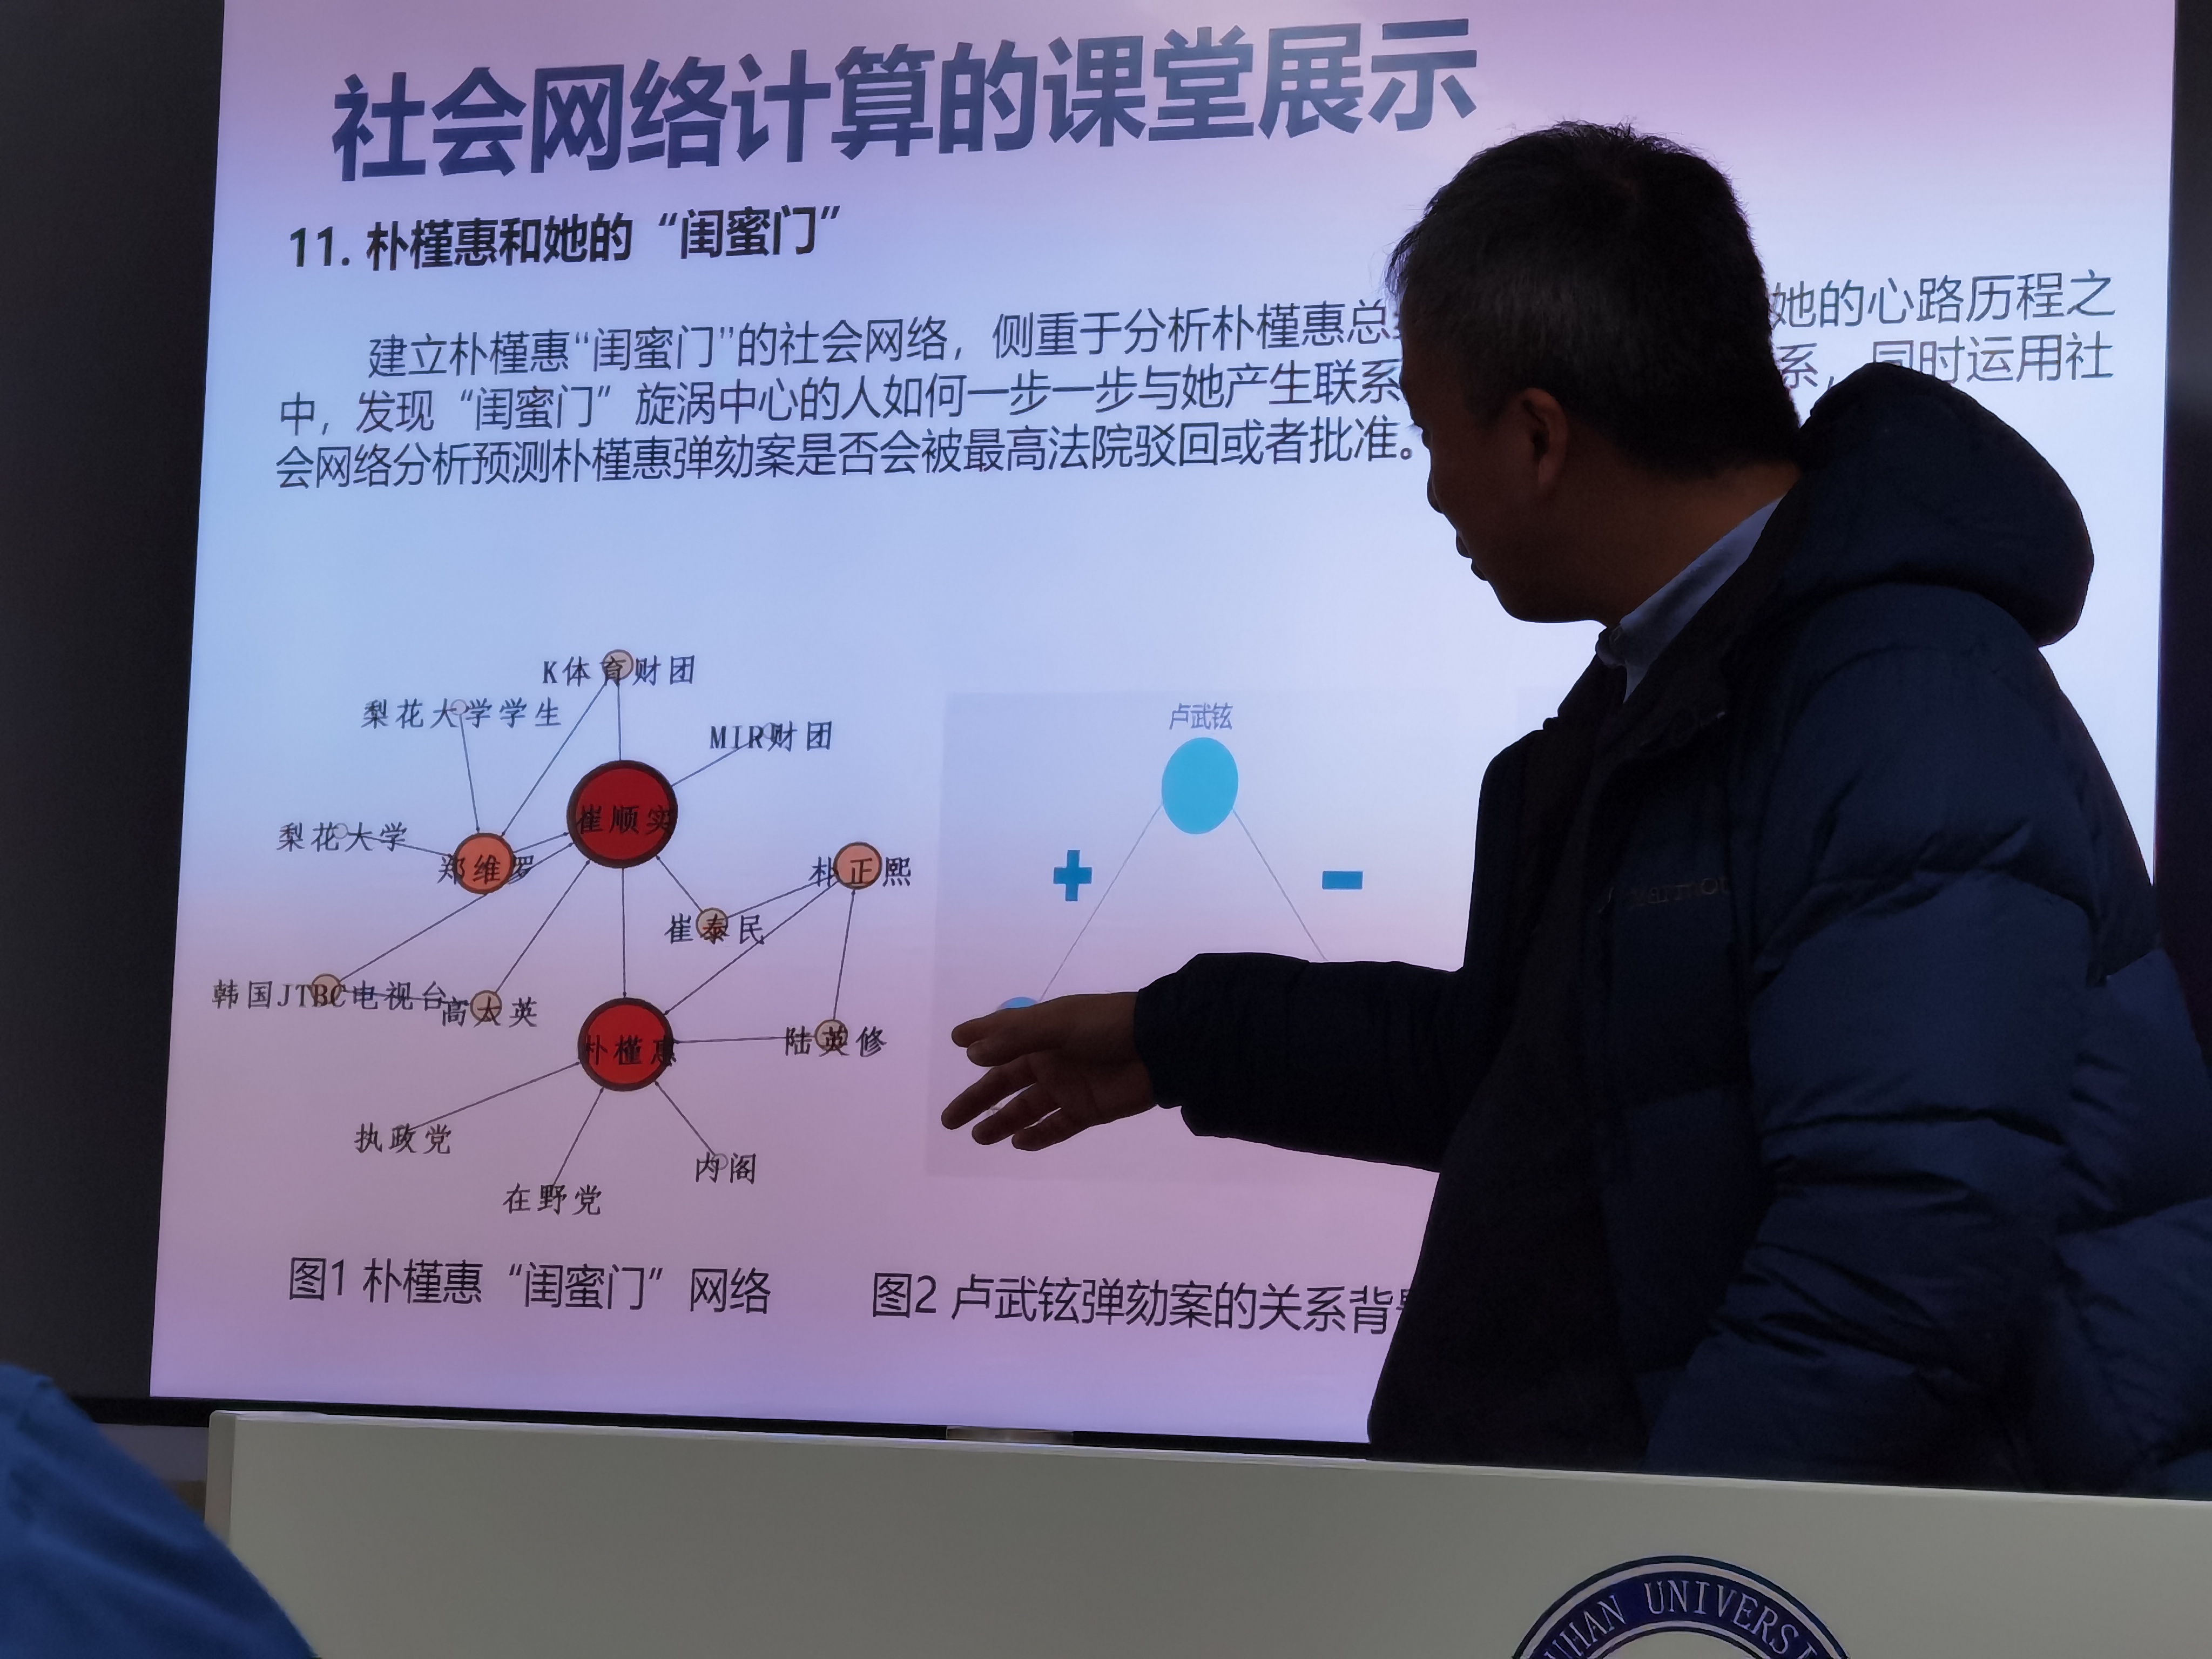 社会网络计算的课堂展示
11. 朴槿惠和她的“闺蜜门”
建立朴槿惠“闺蜜门”的社会网络，侧重于分析朴槿惠总 她的心路历程之
中，发现“闺蜜门”旋涡中心的人如何一步一步与她产生联系 系，同时运用社
会网络分析预测朴槿惠弹劾案是否会被最高法院驳回或者批准。
K体育财团
梨花大学学生
MIR财团
卢武铉
崔顺实
梨花大学
郑维罗
朴正熙
+
-
崔泰民
韩国JTBC电视台
高大英
朴槿惠
陆英修
执政党
内阁
在野党
图1 朴槿惠“闺蜜门”网络
图2 卢武铉弹劾案的关系背
marmot
UHAN UNIVERS